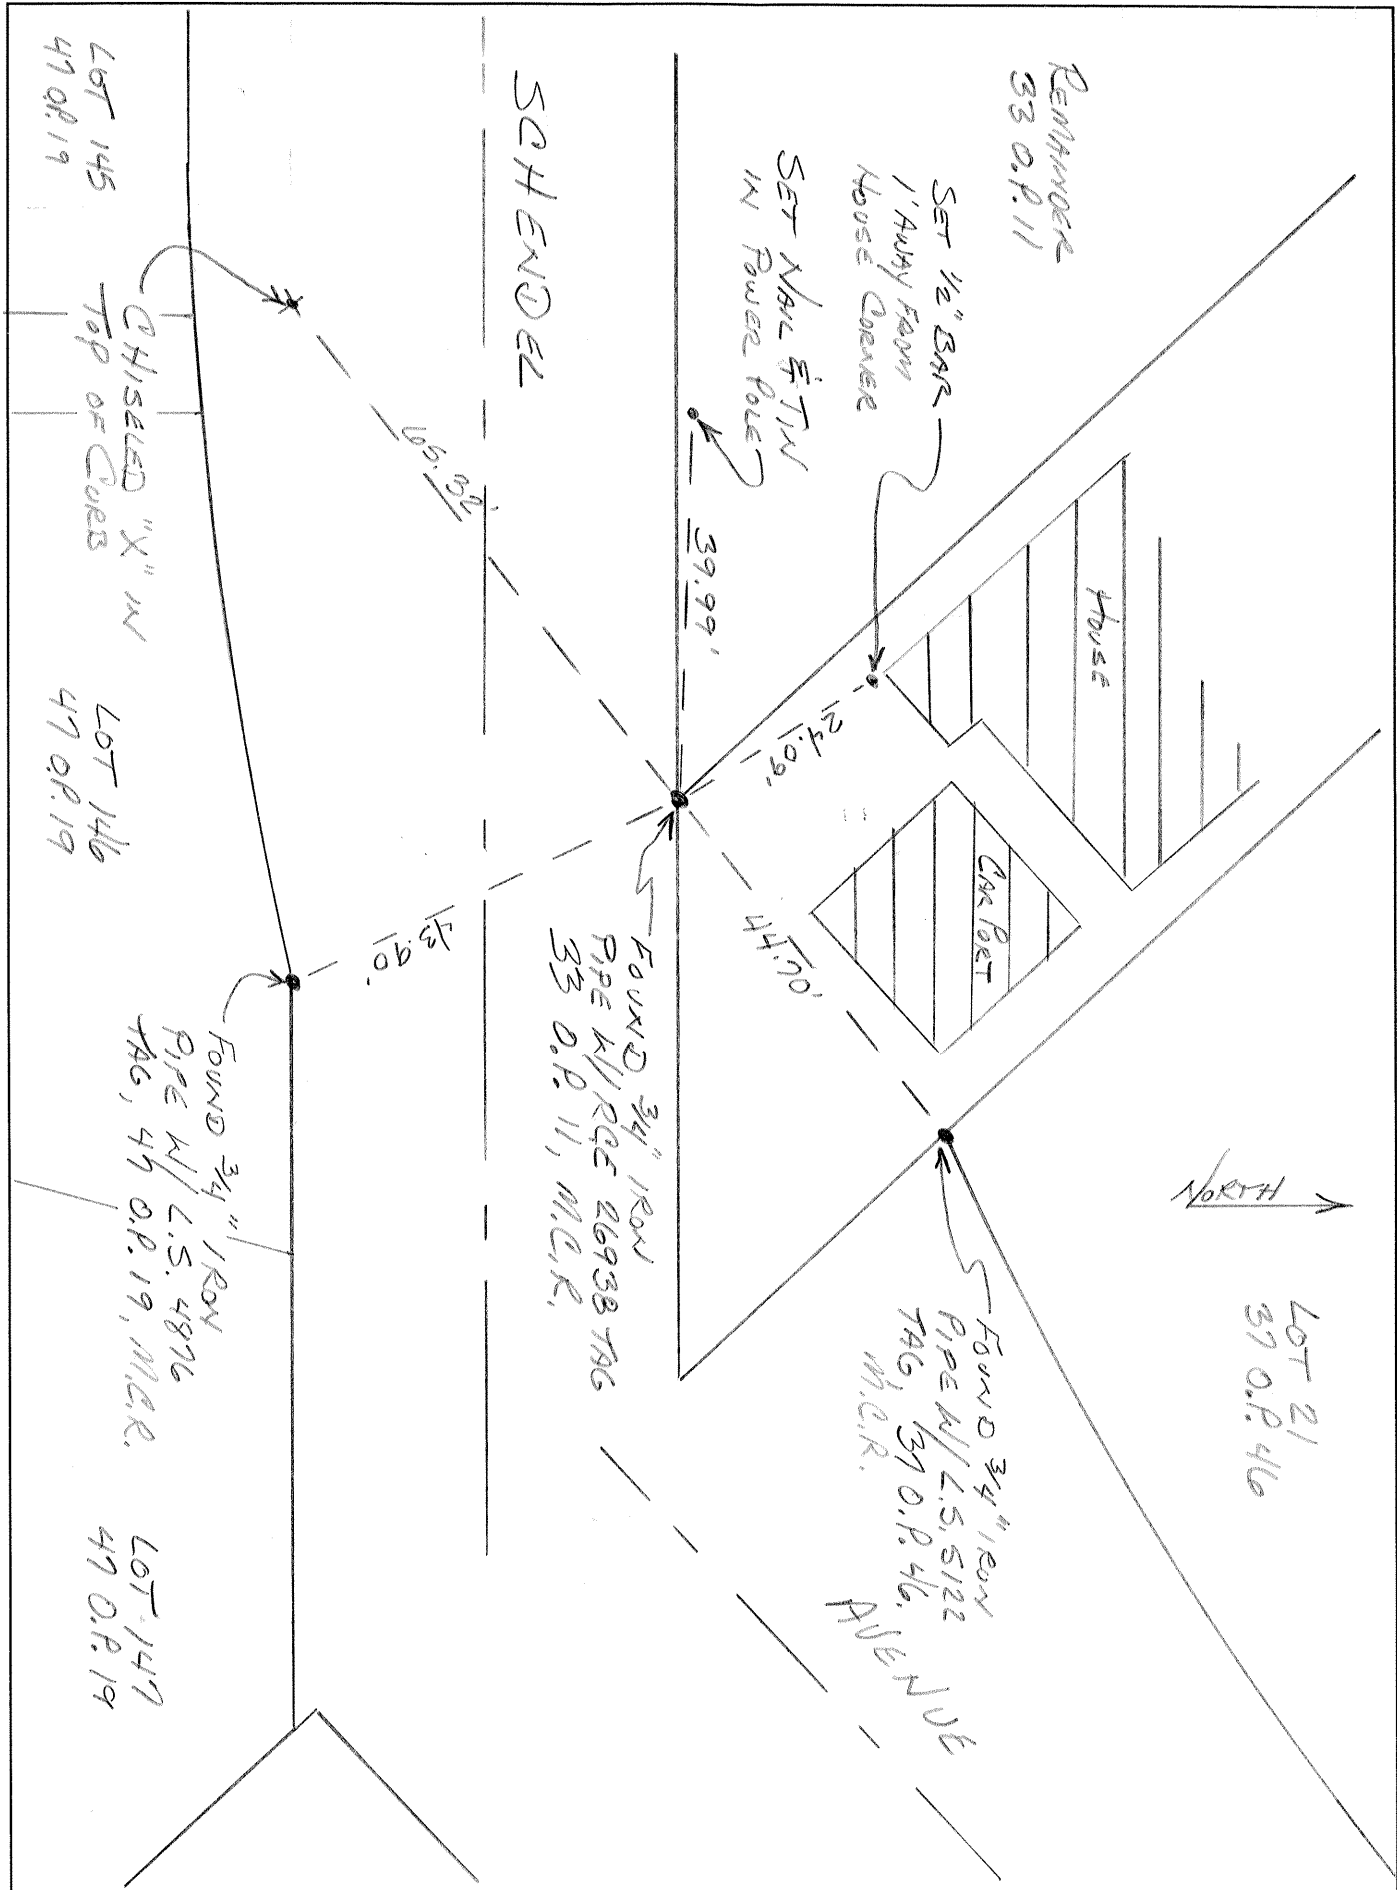 LOT 21
37 O.P. 46
NORTH
REMAINDER
33 O.P. 11
HOUSE
CAR PORT
SET 1/2" BAR
1' AWAY FROM
HOUSE CORNER
24.09'
44.70'
FOUND 3/4" IRON
PIPE W/ L.S. 5122
TAG, 37 O.P. 46,
M.C.R.
AVENUE
SET NAIL & TIN
IN POWER POLE
39.99'
FOUND 3/4" IRON
PIPE W/ RCE 26938 TAG
33 O.P. 11, M.C.R.
SCHENDEL
43.90'
FOUND 3/4" IRON
PIPE W/ L.S. 4876
TAG, 47 O.P. 19, M.C.R.
CHISELED "X" IN
TOP OF CURB
LOT 145
47 O.P. 19
LOT 146
47 O.P. 19
LOT 147
47 O.P. 19